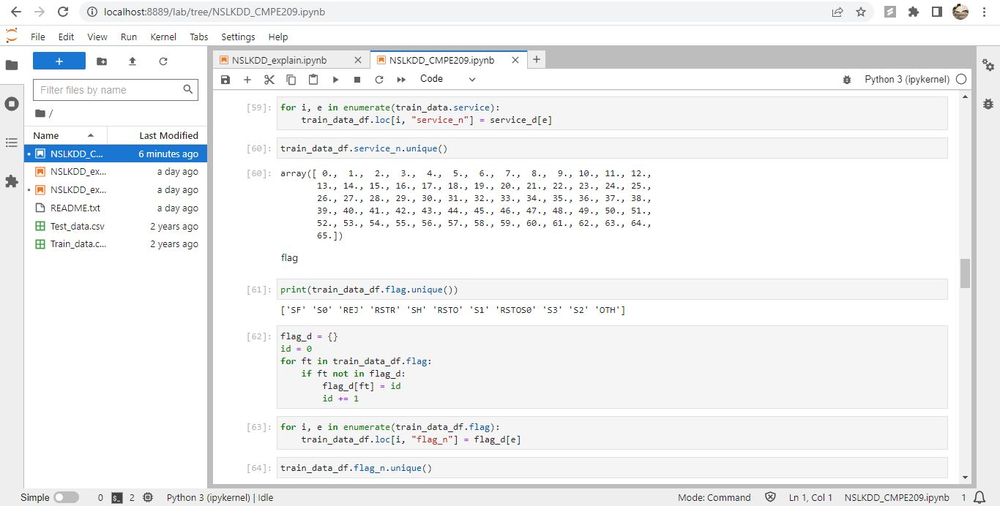 localhost:8889/lab/tree/NSLKDD_CMPE209.ipynb
File Edit View Run Kernel Tabs Settings Help
+
Filter files by name
/
Name Last Modified
NSLKDD_C... 6 minutes ago
NSLKDD_ex... a day ago
NSLKDD_ex... a day ago
README.txt a day ago
Test_data.csv 2 years ago
Train_data.c... 2 years ago
NSLKDD_explain.ipynb NSLKDD_CMPE209.ipynb
Code Python 3 (ipykernel)
[59]: for i, e in enumerate(train_data.service):
train_data_df.loc[i, "service_n"] = service_d[e]
[60]: train_data_df.service_n.unique()
[60]: array([ 0., 1., 2., 3., 4., 5., 6., 7., 8., 9., 10., 11., 12.,
13., 14., 15., 16., 17., 18., 19., 20., 21., 22., 23., 24., 25.,
26., 27., 28., 29., 30., 31., 32., 33., 34., 35., 36., 37., 38.,
39., 40., 41., 42., 43., 44., 45., 46., 47., 48., 49., 50., 51.,
52., 53., 54., 55., 56., 57., 58., 59., 60., 61., 62., 63., 64.,
65.])
flag
[61]: print(train_data_df.flag.unique())
['SF' 'S0' 'REJ' 'RSTR' 'SH' 'RSTO' 'S1' 'RSTOS0' 'S3' 'S2' 'OTH']
[62]: flag_d = {}
id = 0
for ft in train_data_df.flag:
if ft not in flag_d:
flag_d[ft] = id
id += 1
[63]: for i, e in enumerate(train_data_df.flag):
train_data_df.loc[i, "flag_n"] = flag_d[e]
[64]: train_data_df.flag_n.unique()
Simple 0 2 Python 3 (ipykernel) | Idle Mode: Command Ln 1, Col 1 NSLKDD_CMPE209.ipynb 1